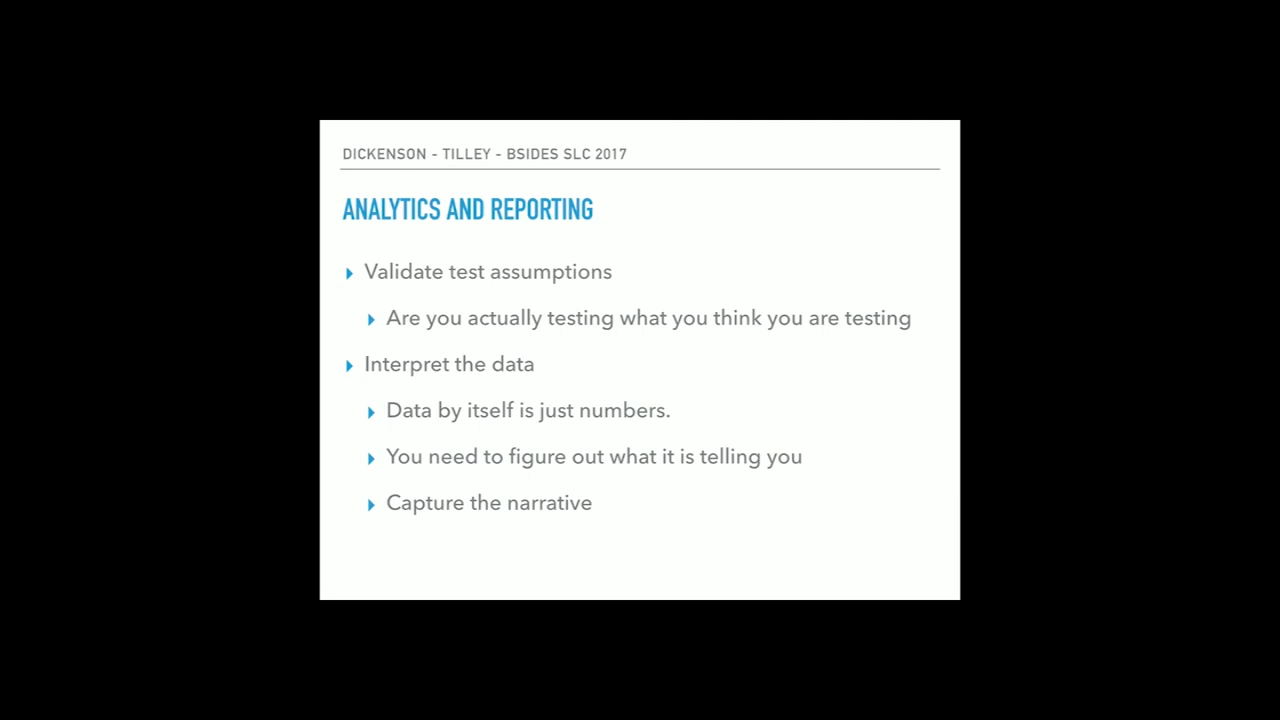 DICKENSON - TILLEY - BSIDES SLC 2017
ANALYTICS AND REPORTING
Validate test assumptions
Are you actually testing what you think you are testing
Interpret the data
Data by itself is just numbers.
You need to figure out what it is telling you
Capture the narrative